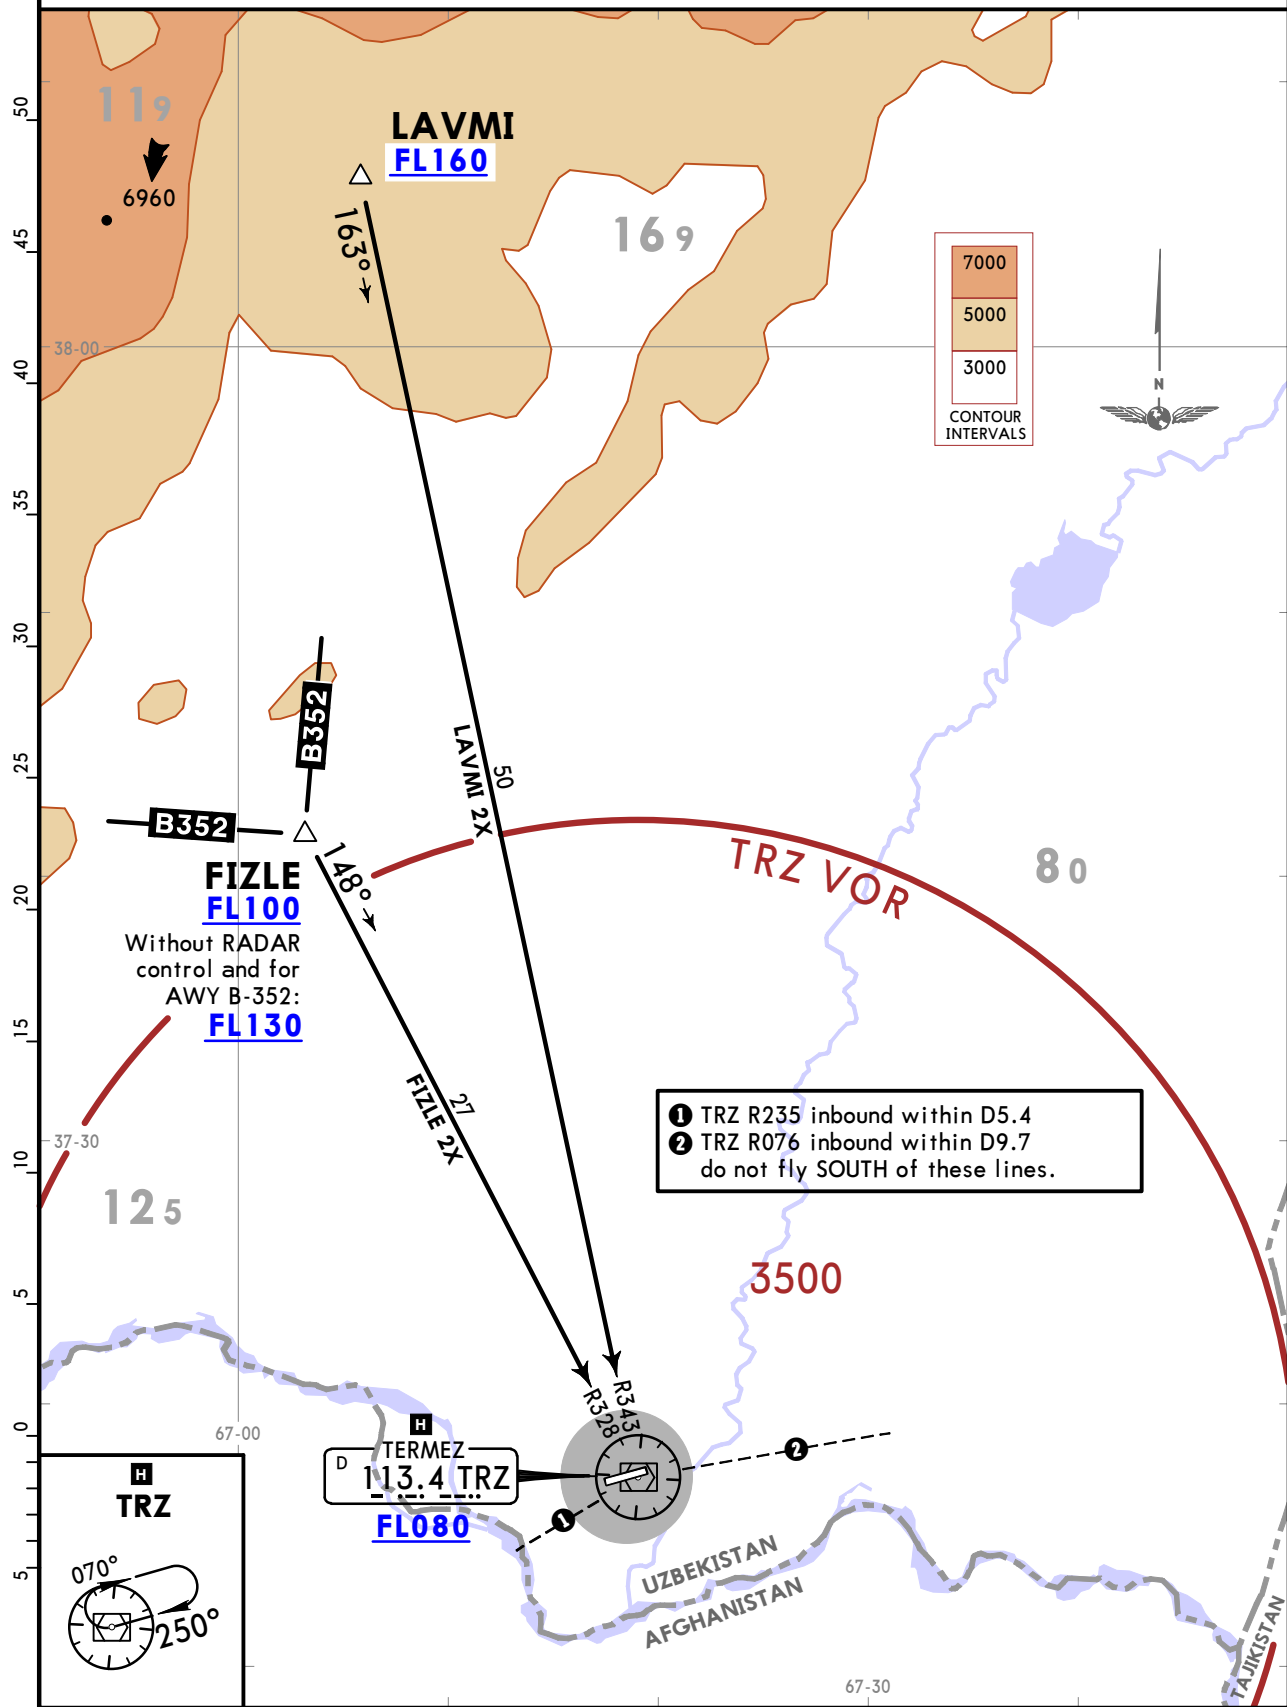 50
45
40
35
30
25
20
15
10
5
0
5
119
6960
LAVMI
FL160
163°
169
7000
5000
3000
CONTOUR
INTERVALS
N
38-00
B352
B352
FIZLE
FL100
Without RADAR
control and for
AWY B-352:
FL130
148°
LAVMI 2X
50
TRZ VOR
80
FIZLE 2X
27
1 TRZ R235 inbound within D5.4
2 TRZ R076 inbound within D9.7
do not fly SOUTH of these lines.
37-30
125
3500
R328
R343
67-00
H
TERMEZ
D 113.4 TRZ
FL080
1
2
UZBEKISTAN
AFGHANISTAN
TAJIKISTAN
67-30
H
TRZ
070°
250°